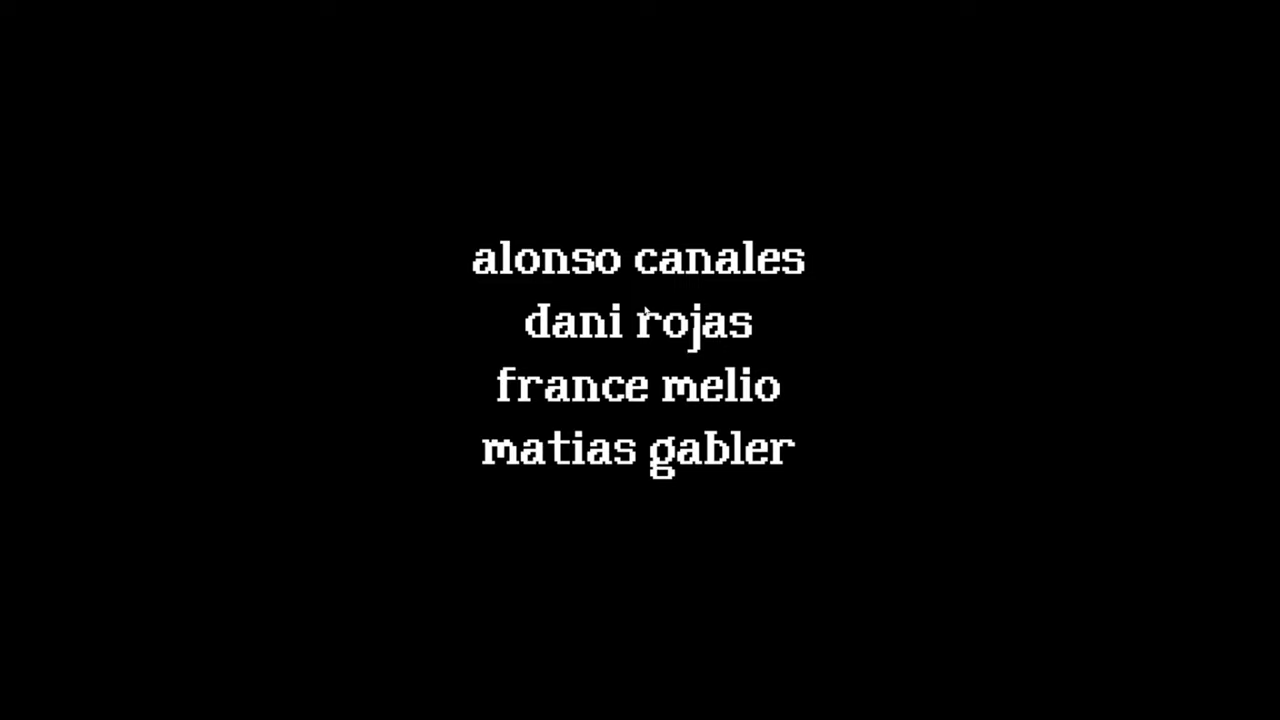 alonso canales
dani rojas
france melio
matias gabler